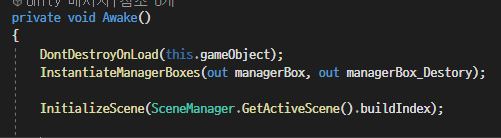 Unity 메시지 | 참조 0개
private void Awake()
{
DontDestroyOnLoad(this.gameObject);
InstantiateManagerBoxes(out managerBox, out managerBox_Destory);
InitializeScene(SceneManager.GetActiveScene().buildIndex);